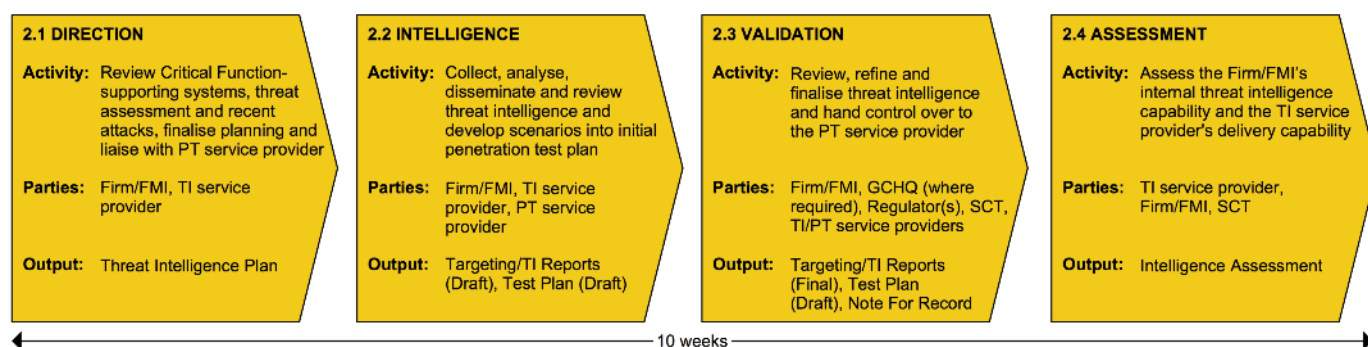 2.1 DIRECTION
Activity: Review Critical Function-
supporting systems, threat
assessment and recent
attacks, finalise planning and
liaise with PT service provider
Parties: Firm/FMI, TI service
provider
Output: Threat Intelligence Plan
2.2 INTELLIGENCE
Activity: Collect, analyse,
disseminate and review
threat intelligence and
develop scenarios into initial
penetration test plan
Parties: Firm/FMI, TI service
provider, PT service
provider
Output: Targeting/TI Reports
(Draft), Test Plan (Draft)
2.3 VALIDATION
Activity: Review, refine and
finalise threat intelligence
and hand control over to
the PT service provider
Parties: Firm/FMI, GCHQ (where
required), Regulator(s), SCT,
TI/PT service providers
Output: Targeting/TI Reports
(Final), Test Plan
(Draft), Note For Record
2.4 ASSESSMENT
Activity: Assess the Firm/FMI's
internal threat intelligence
capability and the TI service
provider's delivery capability
Parties: TI service provider,
Firm/FMI, SCT
Output: Intelligence Assessment
10 weeks